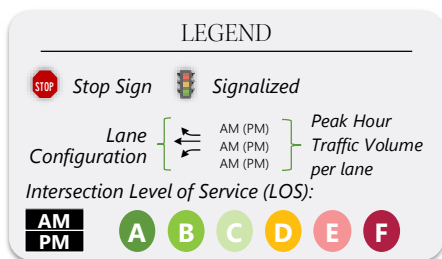 LEGEND
STOP Stop Sign Signalized
Lane Configuration
AM (PM)
AM (PM)
AM (PM)
Peak Hour
Traffic Volume
per lane
Intersection Level of Service (LOS):
AM
PM
A B C D E F